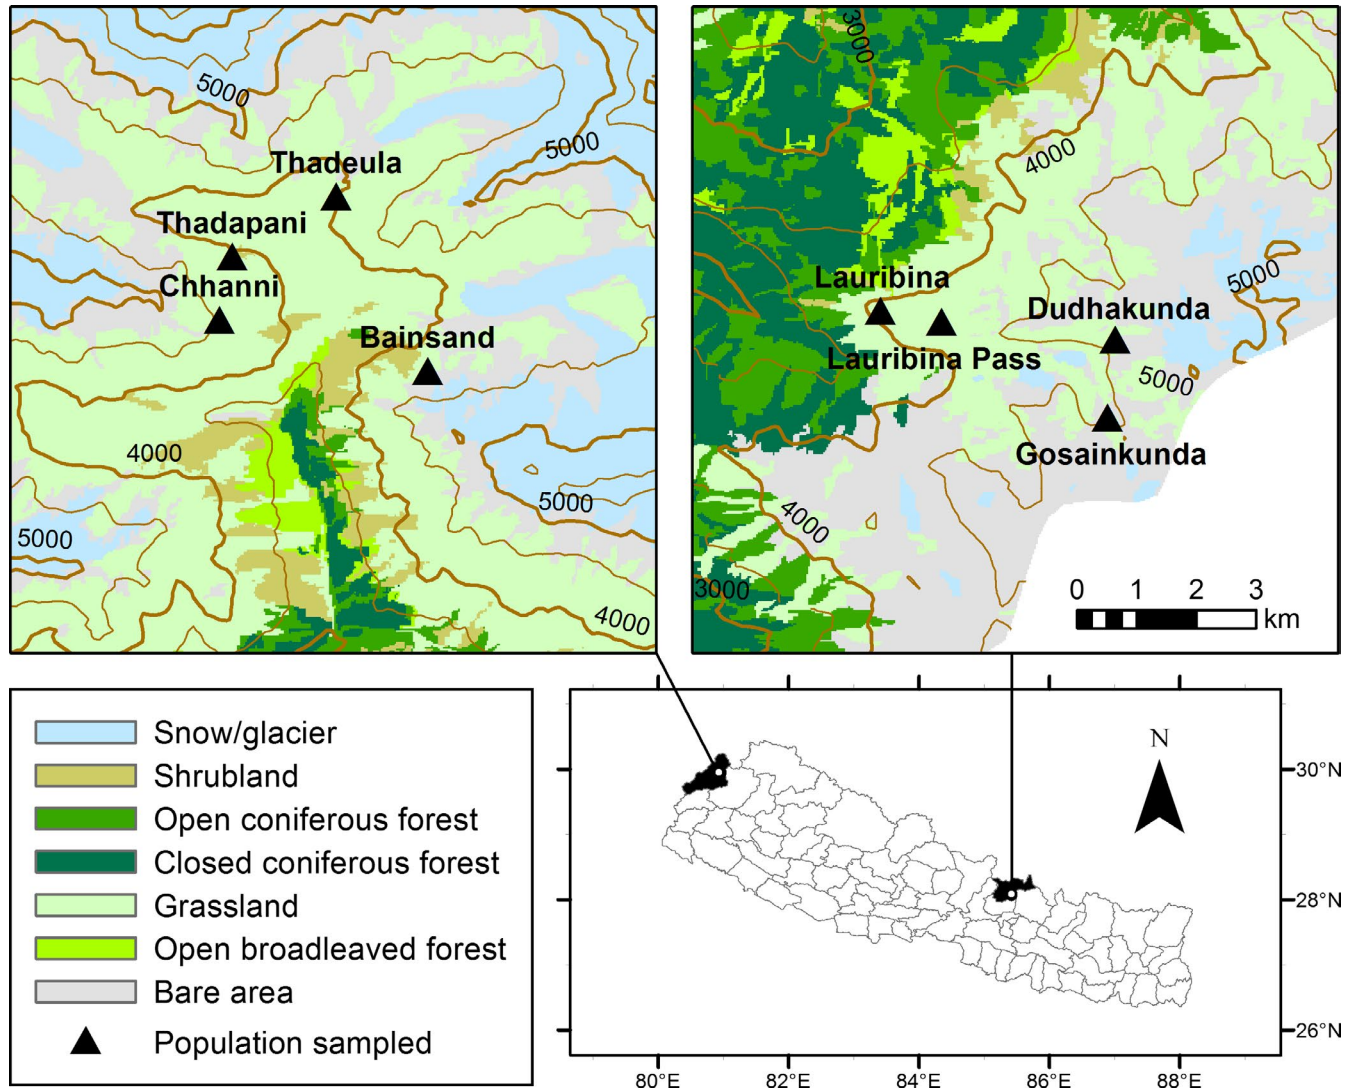 5000
5000
Thadeula
Thadapani
Chhanni
Bainsand
4000
5000
5000
4000
3000
4000
Lauribina
5000
Dudhakunda
Lauribina Pass
5000
Gosainkunda
4000
3000
0 1 2 3
km
Snow/glacier
Shrubland
Open coniferous forest
Closed coniferous forest
Grassland
Open broadleaved forest
Bare area
Population sampled
N
30°N
28°N
26°N
80°E 82°E 84°E 86°E 88°E